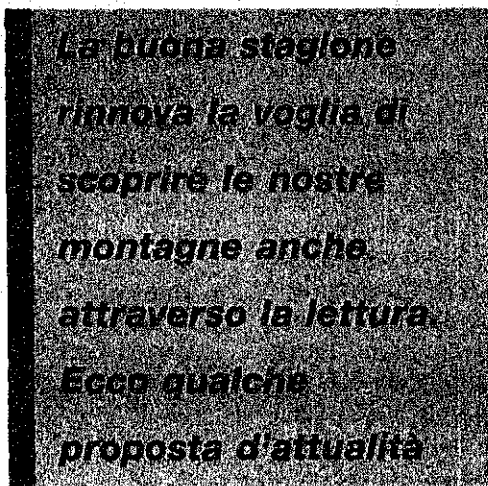 La buona stagione
rinnova la voglia di
scoprire le nostre
montagne anche
attraverso la lettura.
Ecco qualche
proposta d'attualità